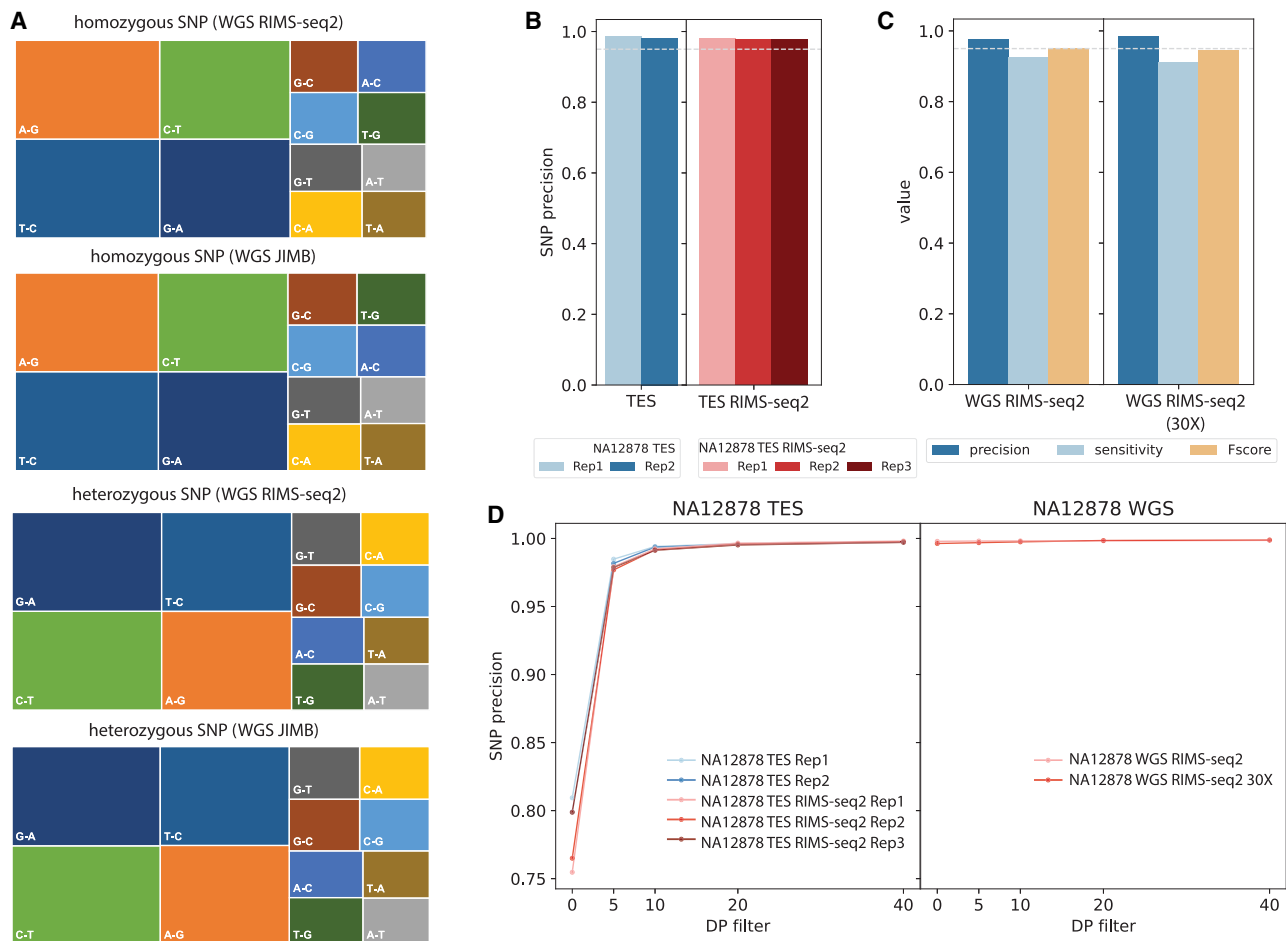 A
homozygous SNP (WGS RIMS-seq2)
A-G
C-T
G-C
A-C
C-G
T-G
T-C
G-A
G-T
A-T
C-A
T-A
homozygous SNP (WGS JIMB)
A-G
C-T
G-C
T-G
C-G
A-C
T-C
G-A
G-T
A-T
C-A
T-A
heterozygous SNP (WGS RIMS-seq2)
G-A
T-C
G-T
C-A
G-C
C-G
C-T
A-G
A-C
T-A
T-G
A-T
heterozygous SNP (WGS JIMB)
G-A
T-C
G-T
C-A
G-C
C-G
C-T
A-G
A-C
T-A
T-G
A-T
B
SNP precision
1.0
0.8
0.6
0.4
0.2
0.0
TES
TES RIMS-seq2
NA12878 TES
Rep1
Rep2
NA12878 TES RIMS-seq2
Rep1
Rep2
Rep3
C
value
1.0
0.8
0.6
0.4
0.2
0.0
WGS RIMS-seq2
WGS RIMS-seq2
(30X)
precision
sensitivity
Fscore
D
NA12878 TES
NA12878 WGS
SNP precision
1.00
0.95
0.90
0.85
0.80
0.75
NA12878 TES Rep1
NA12878 TES Rep2
NA12878 TES RIMS-seq2 Rep1
NA12878 TES RIMS-seq2 Rep2
NA12878 TES RIMS-seq2 Rep3
0
5
10
20
40
DP filter
NA12878 WGS RIMS-seq2
NA12878 WGS RIMS-seq2 30X
0
5
10
20
40
DP filter